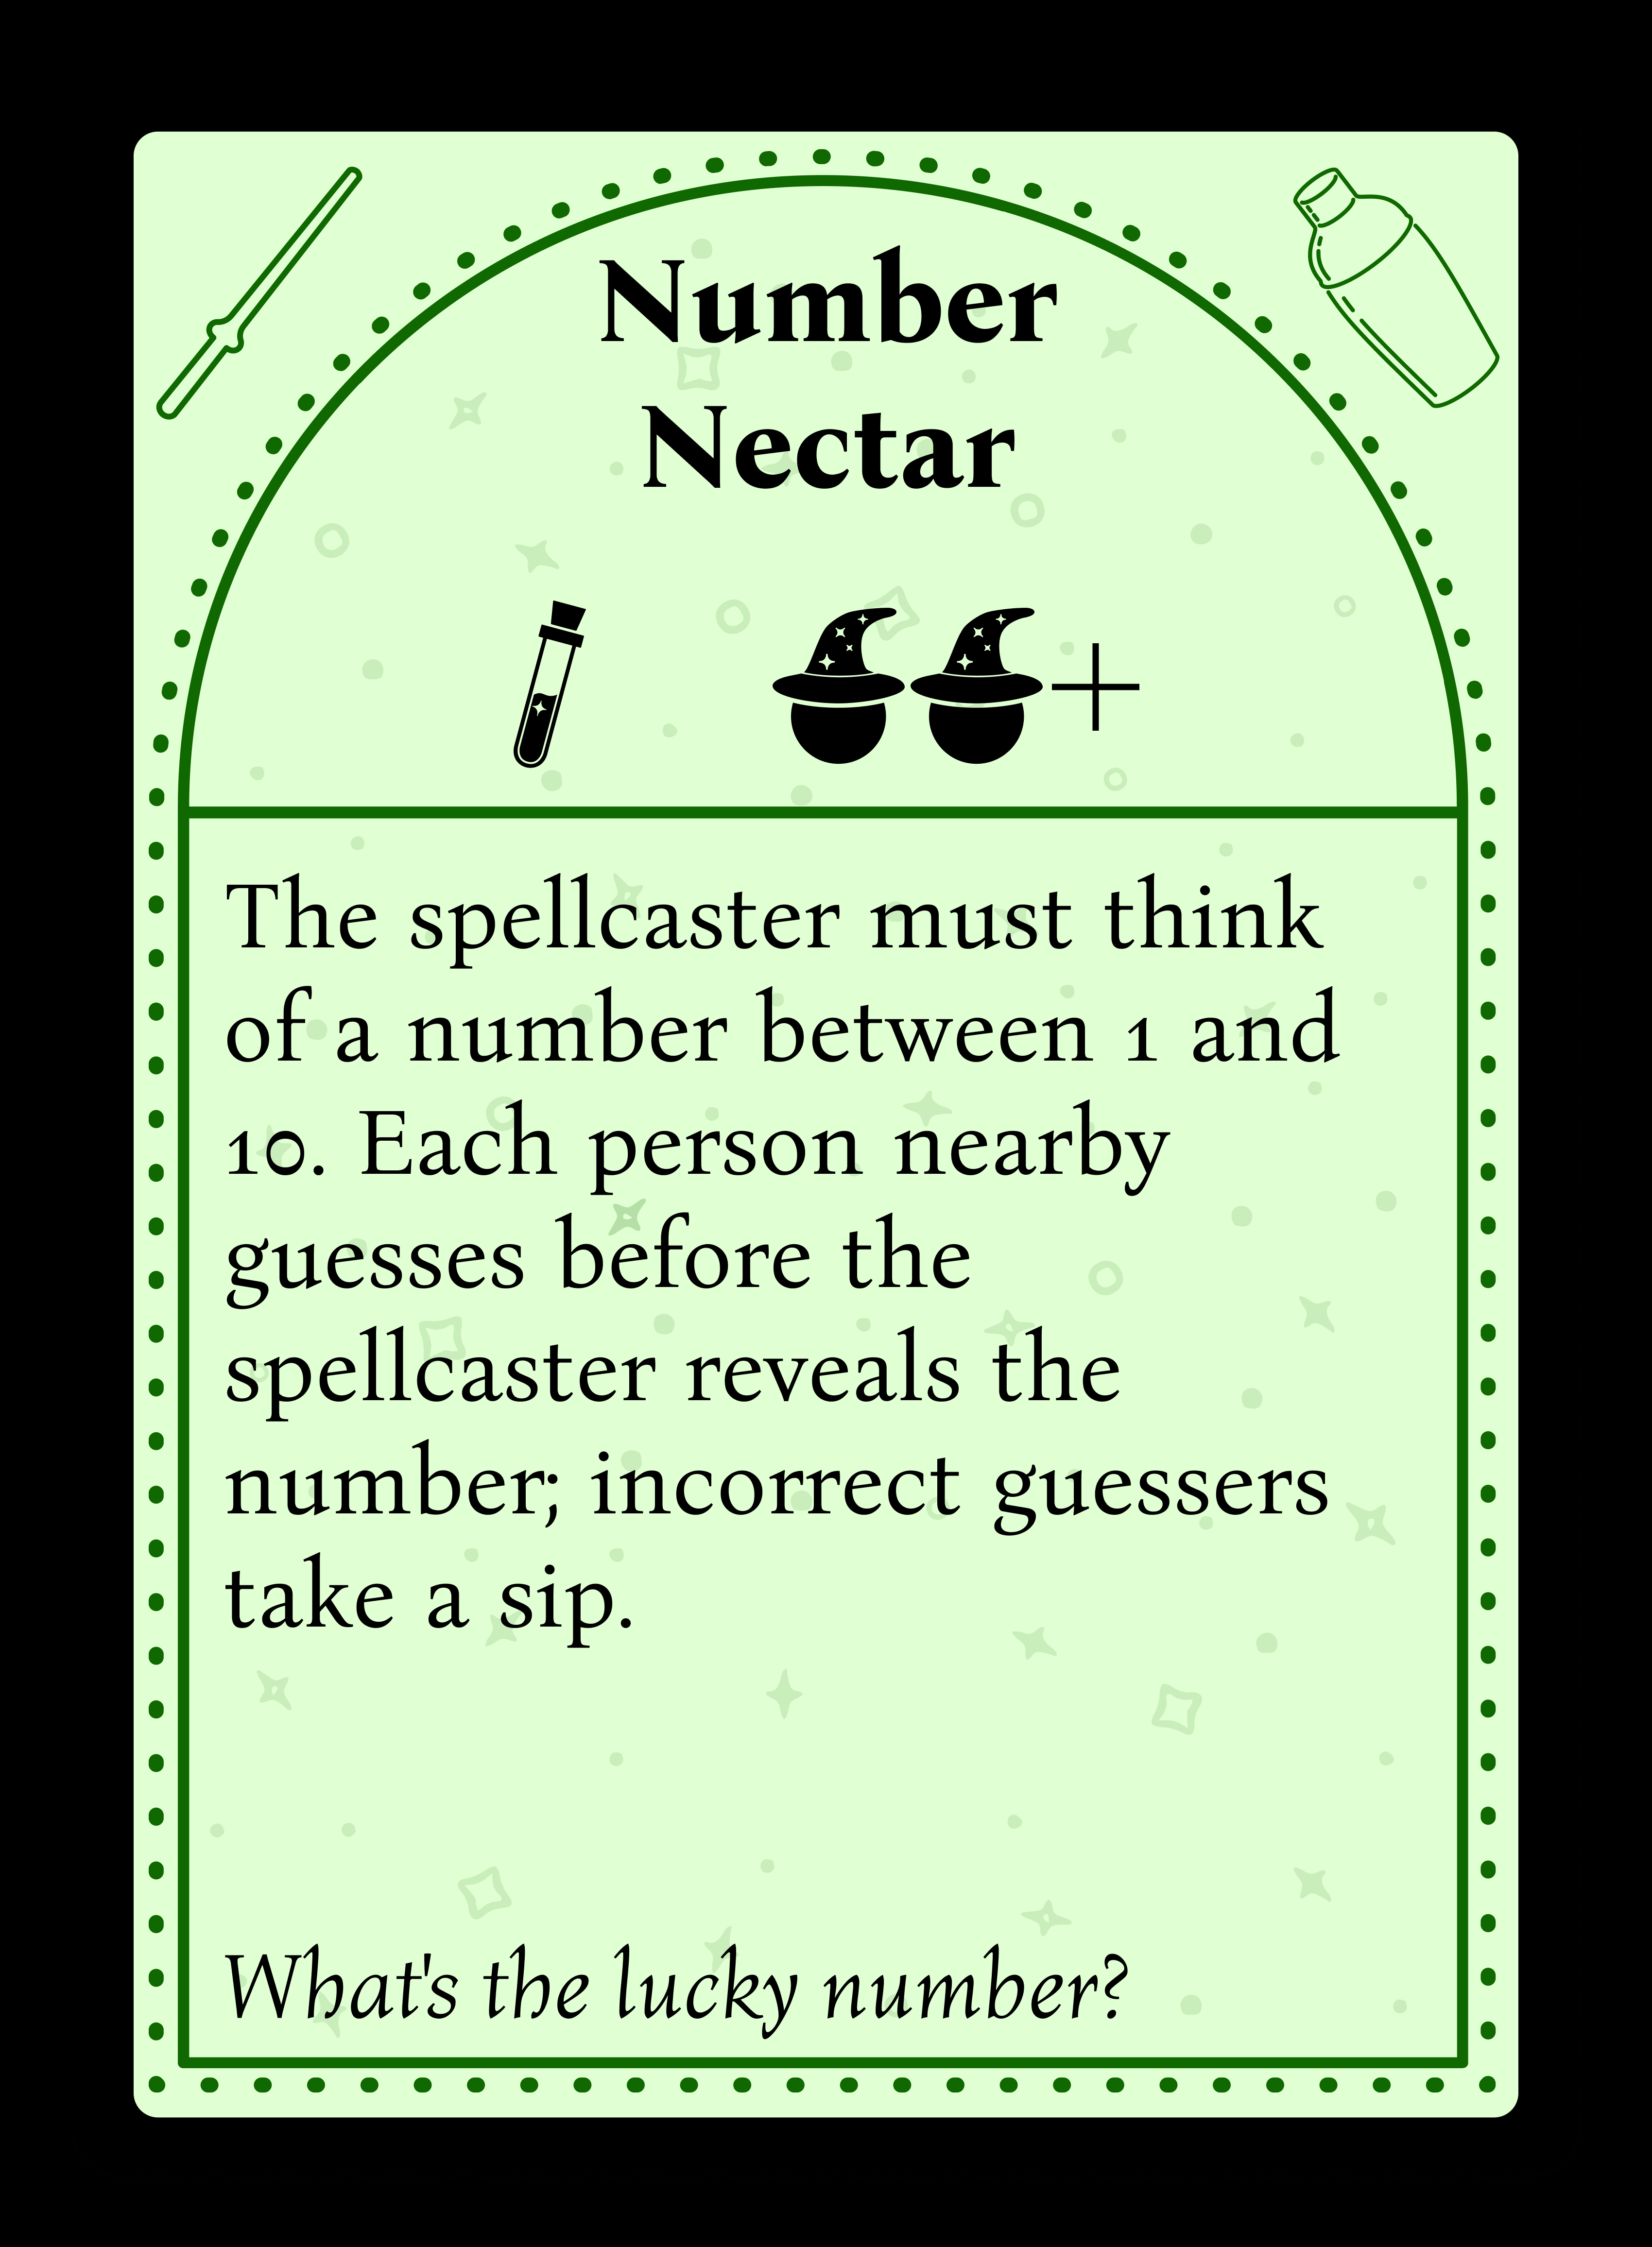 Number
Nectar
+
The spellcaster must think
of a number between 1 and
10. Each person nearby
guesses before the
spellcaster reveals the
number; incorrect guessers
take a sip.
What's the lucky number?